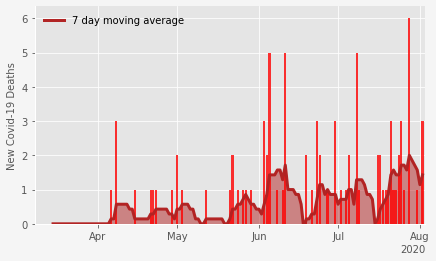 7 day moving average
New Covid-19 Deaths
6
5
4
3
2
1
0
Apr
May
Jun
Jul
Aug
2020